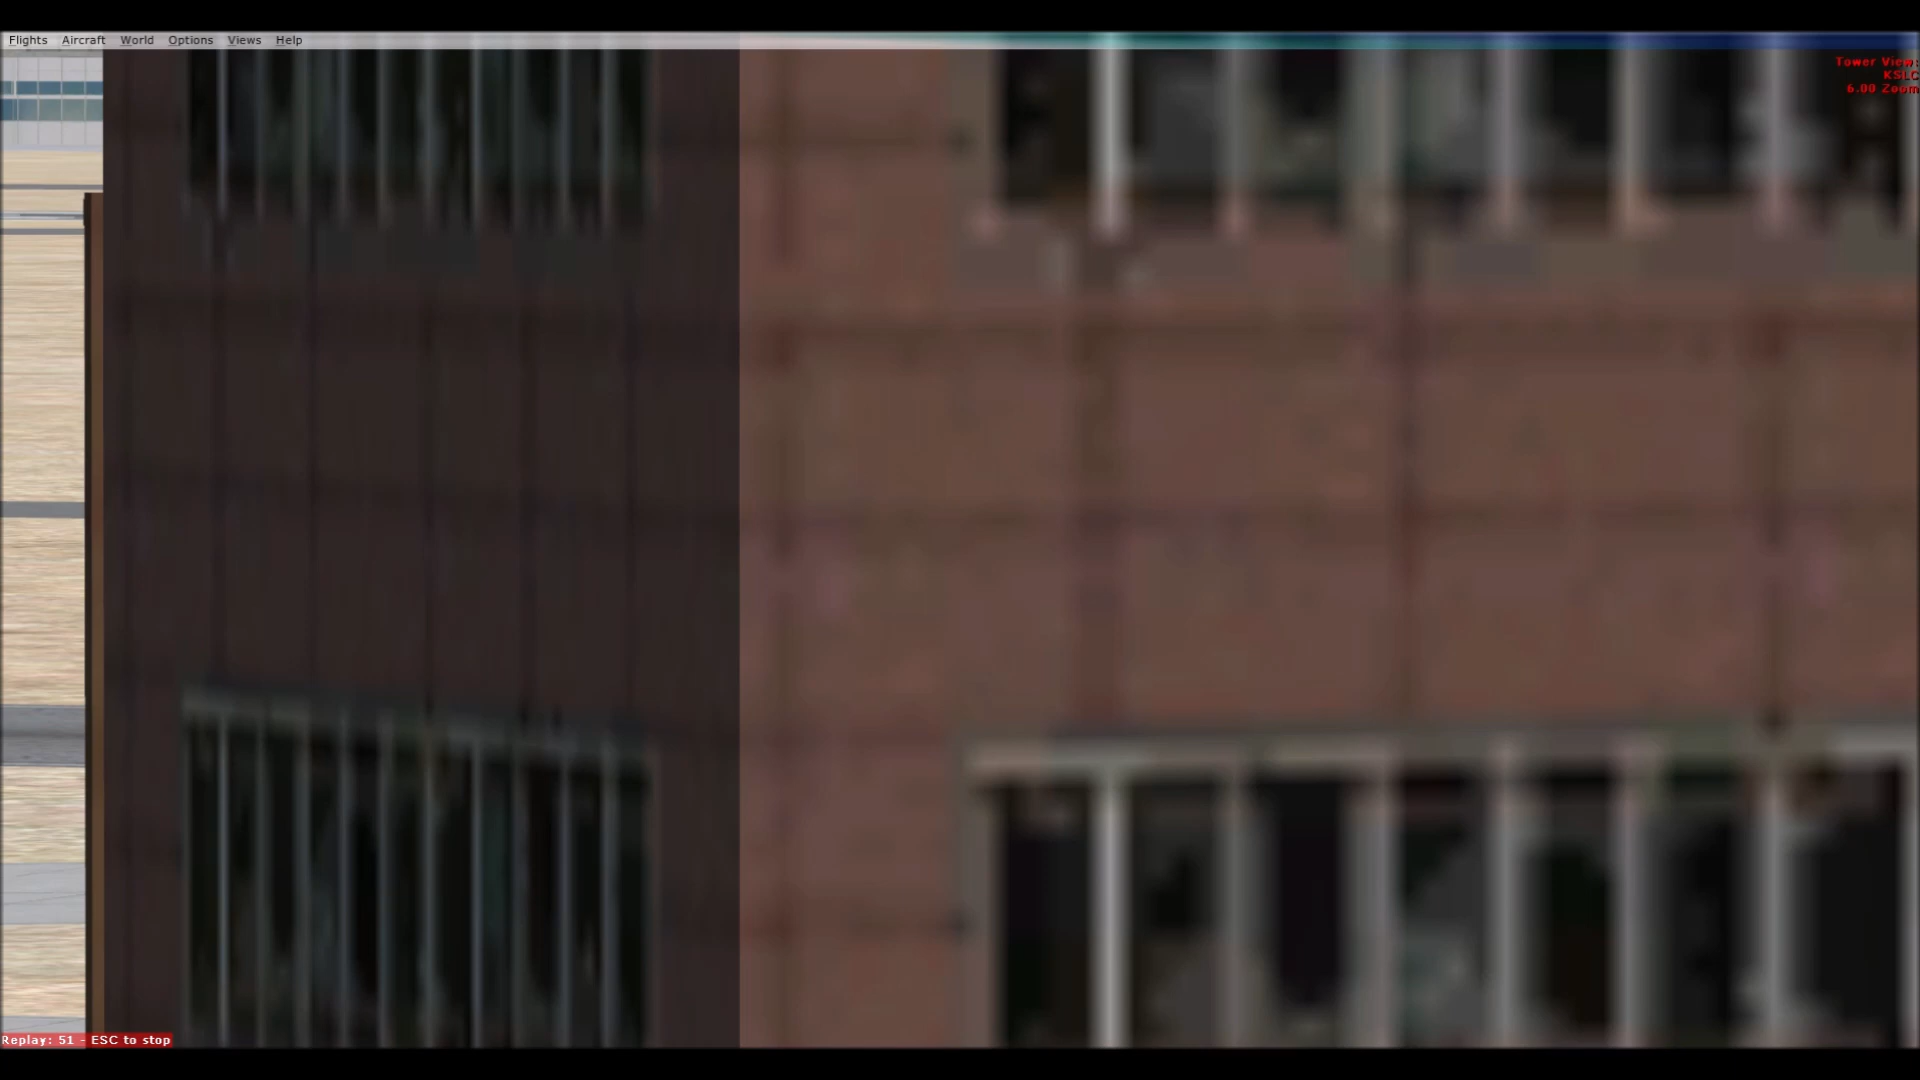 Flights Aircraft World Options Views Help
Tower View:
KSLC
6.00 Zoom
Replay: 51 - ESC to stop